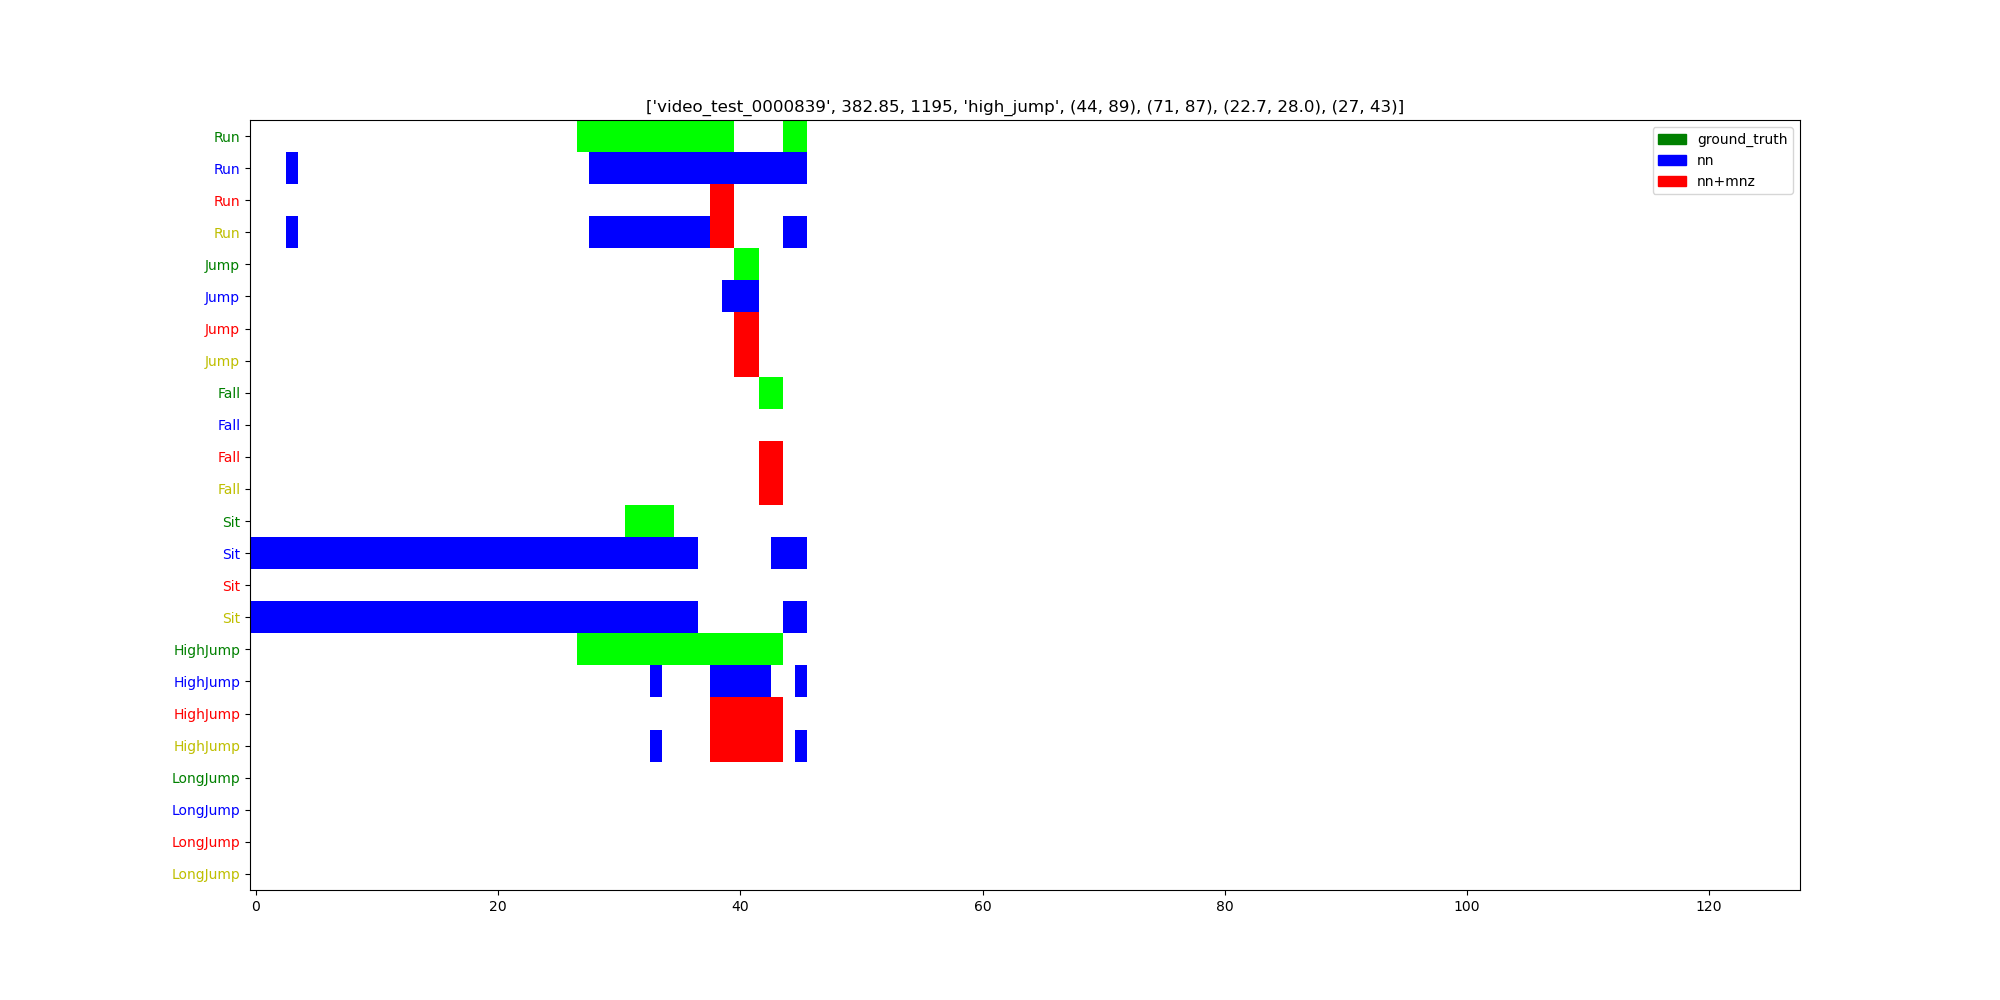 ['video_test_0000839', 382.85, 1195, 'high_jump', (44, 89), (71, 87), (22.7, 28.0), (27, 43)]
ground_truth
nn
nn+mnz
Run
Run
Run
Run
Jump
Jump
Jump
Jump
Fall
Fall
Fall
Fall
Sit
Sit
Sit
Sit
HighJump
HighJump
HighJump
HighJump
LongJump
LongJump
LongJump
LongJump
0 20 40 60 80 100 120